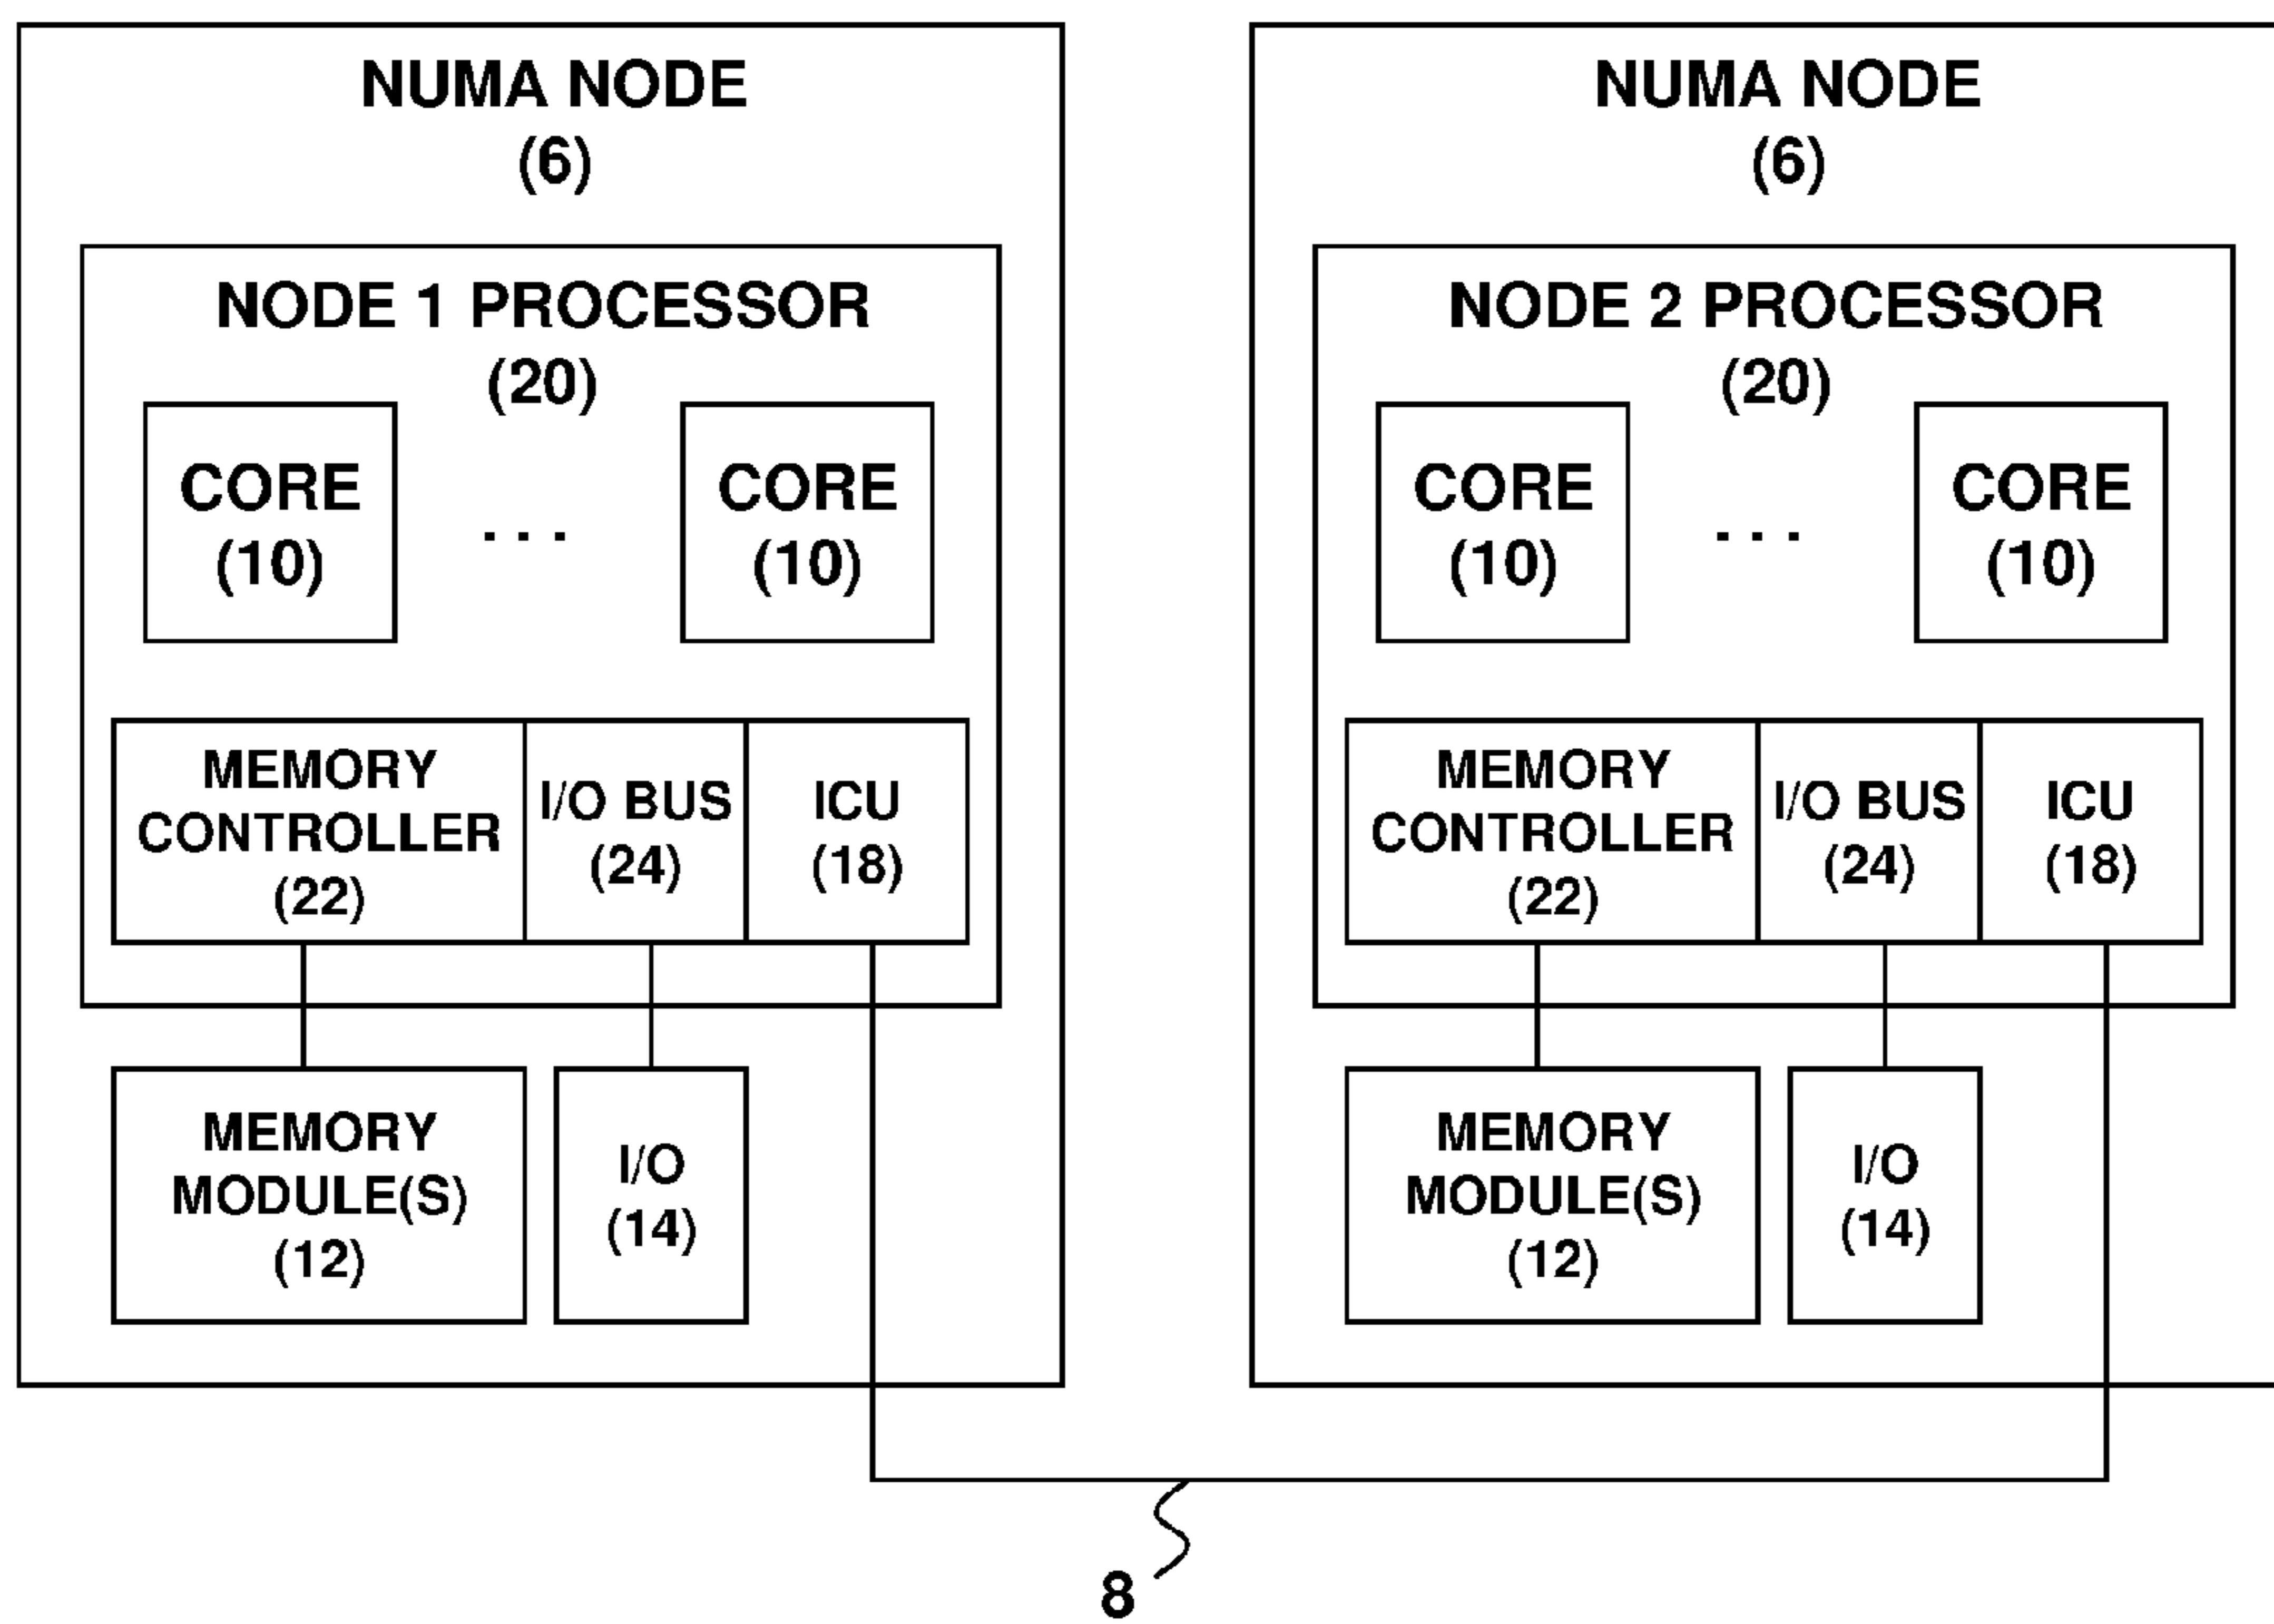 NUMA NODE
(6)
NODE 1 PROCESSOR
(20)
CORE
(10)
. . .
CORE
(10)
MEMORY
CONTROLLER
(22)
I/O BUS
(24)
ICU
(18)
MEMORY
MODULE(S)
(12)
I/O
(14)
NUMA NODE
(6)
NODE 2 PROCESSOR
(20)
CORE
(10)
. . .
CORE
(10)
MEMORY
CONTROLLER
(22)
I/O BUS
(24)
ICU
(18)
MEMORY
MODULE(S)
(12)
I/O
(14)
8